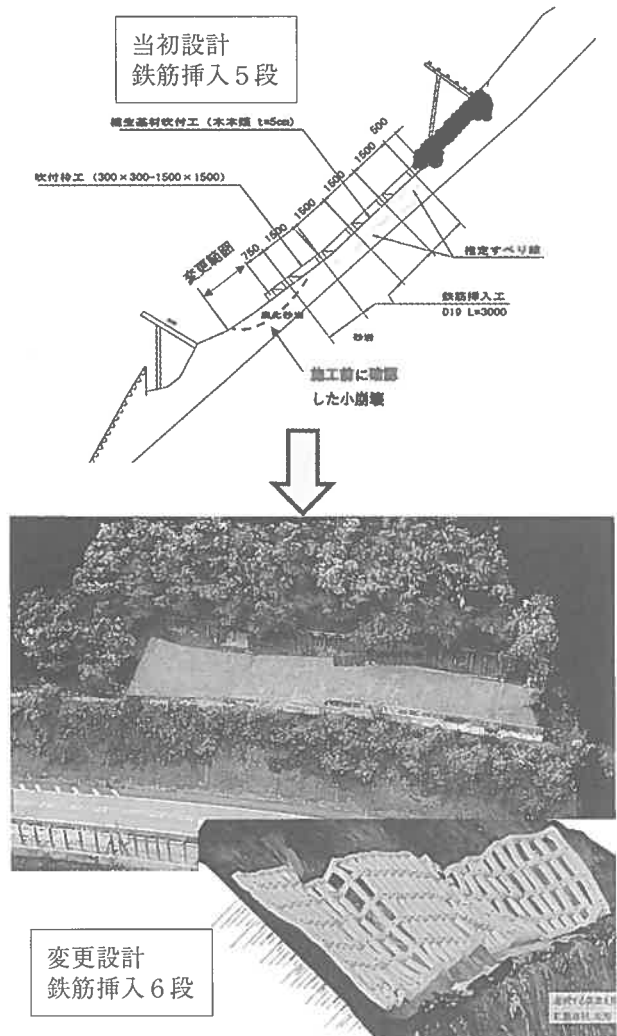 当初設計
鉄筋挿入5段
植生基材吹付工(木本類 t=5cm)
吹付枠工(300×300-1500×1500)
500
1500
1500
1500
1500
750
変更範囲
推定すべり線
鉄筋挿入工
D19 L=3000
風化砂岩
砂岩
施工前に確認
した小崩壊
変更設計
鉄筋挿入6段